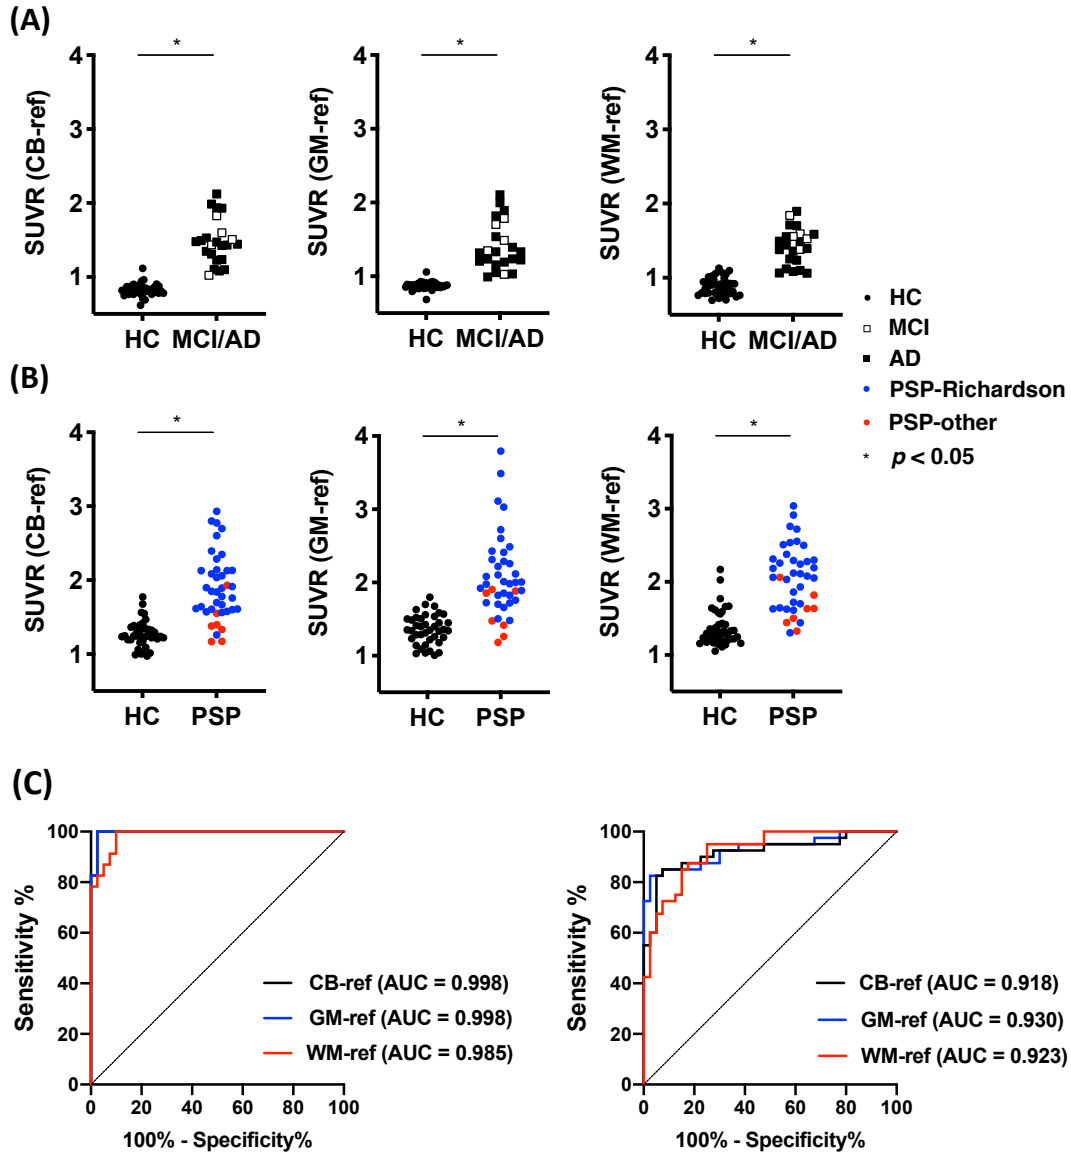 (A)
* * *
4 4 4
3 3 3
2 2 2
1 1 1
SUVR (CB-ref)
SUVR (GM-ref)
SUVR (WM-ref)
HC MCI/AD
HC MCI/AD
HC MCI/AD
HC
MCI
AD
PSP-Richardson
PSP-other
* p < 0.05
(B)
* * *
4 4 4
3 3 3
2 2 2
1 1 1
SUVR (CB-ref)
SUVR (GM-ref)
SUVR (WM-ref)
HC PSP
HC PSP
HC PSP
(C)
100
80
60
40
20
0
Sensitivity %
CB-ref (AUC = 0.998)
GM-ref (AUC = 0.998)
WM-ref (AUC = 0.985)
0 20 40 60 80 100
100% - Specificity%
100
80
60
40
20
0
Sensitivity %
CB-ref (AUC = 0.918)
GM-ref (AUC = 0.930)
WM-ref (AUC = 0.923)
0 20 40 60 80 100
100% - Specificity%